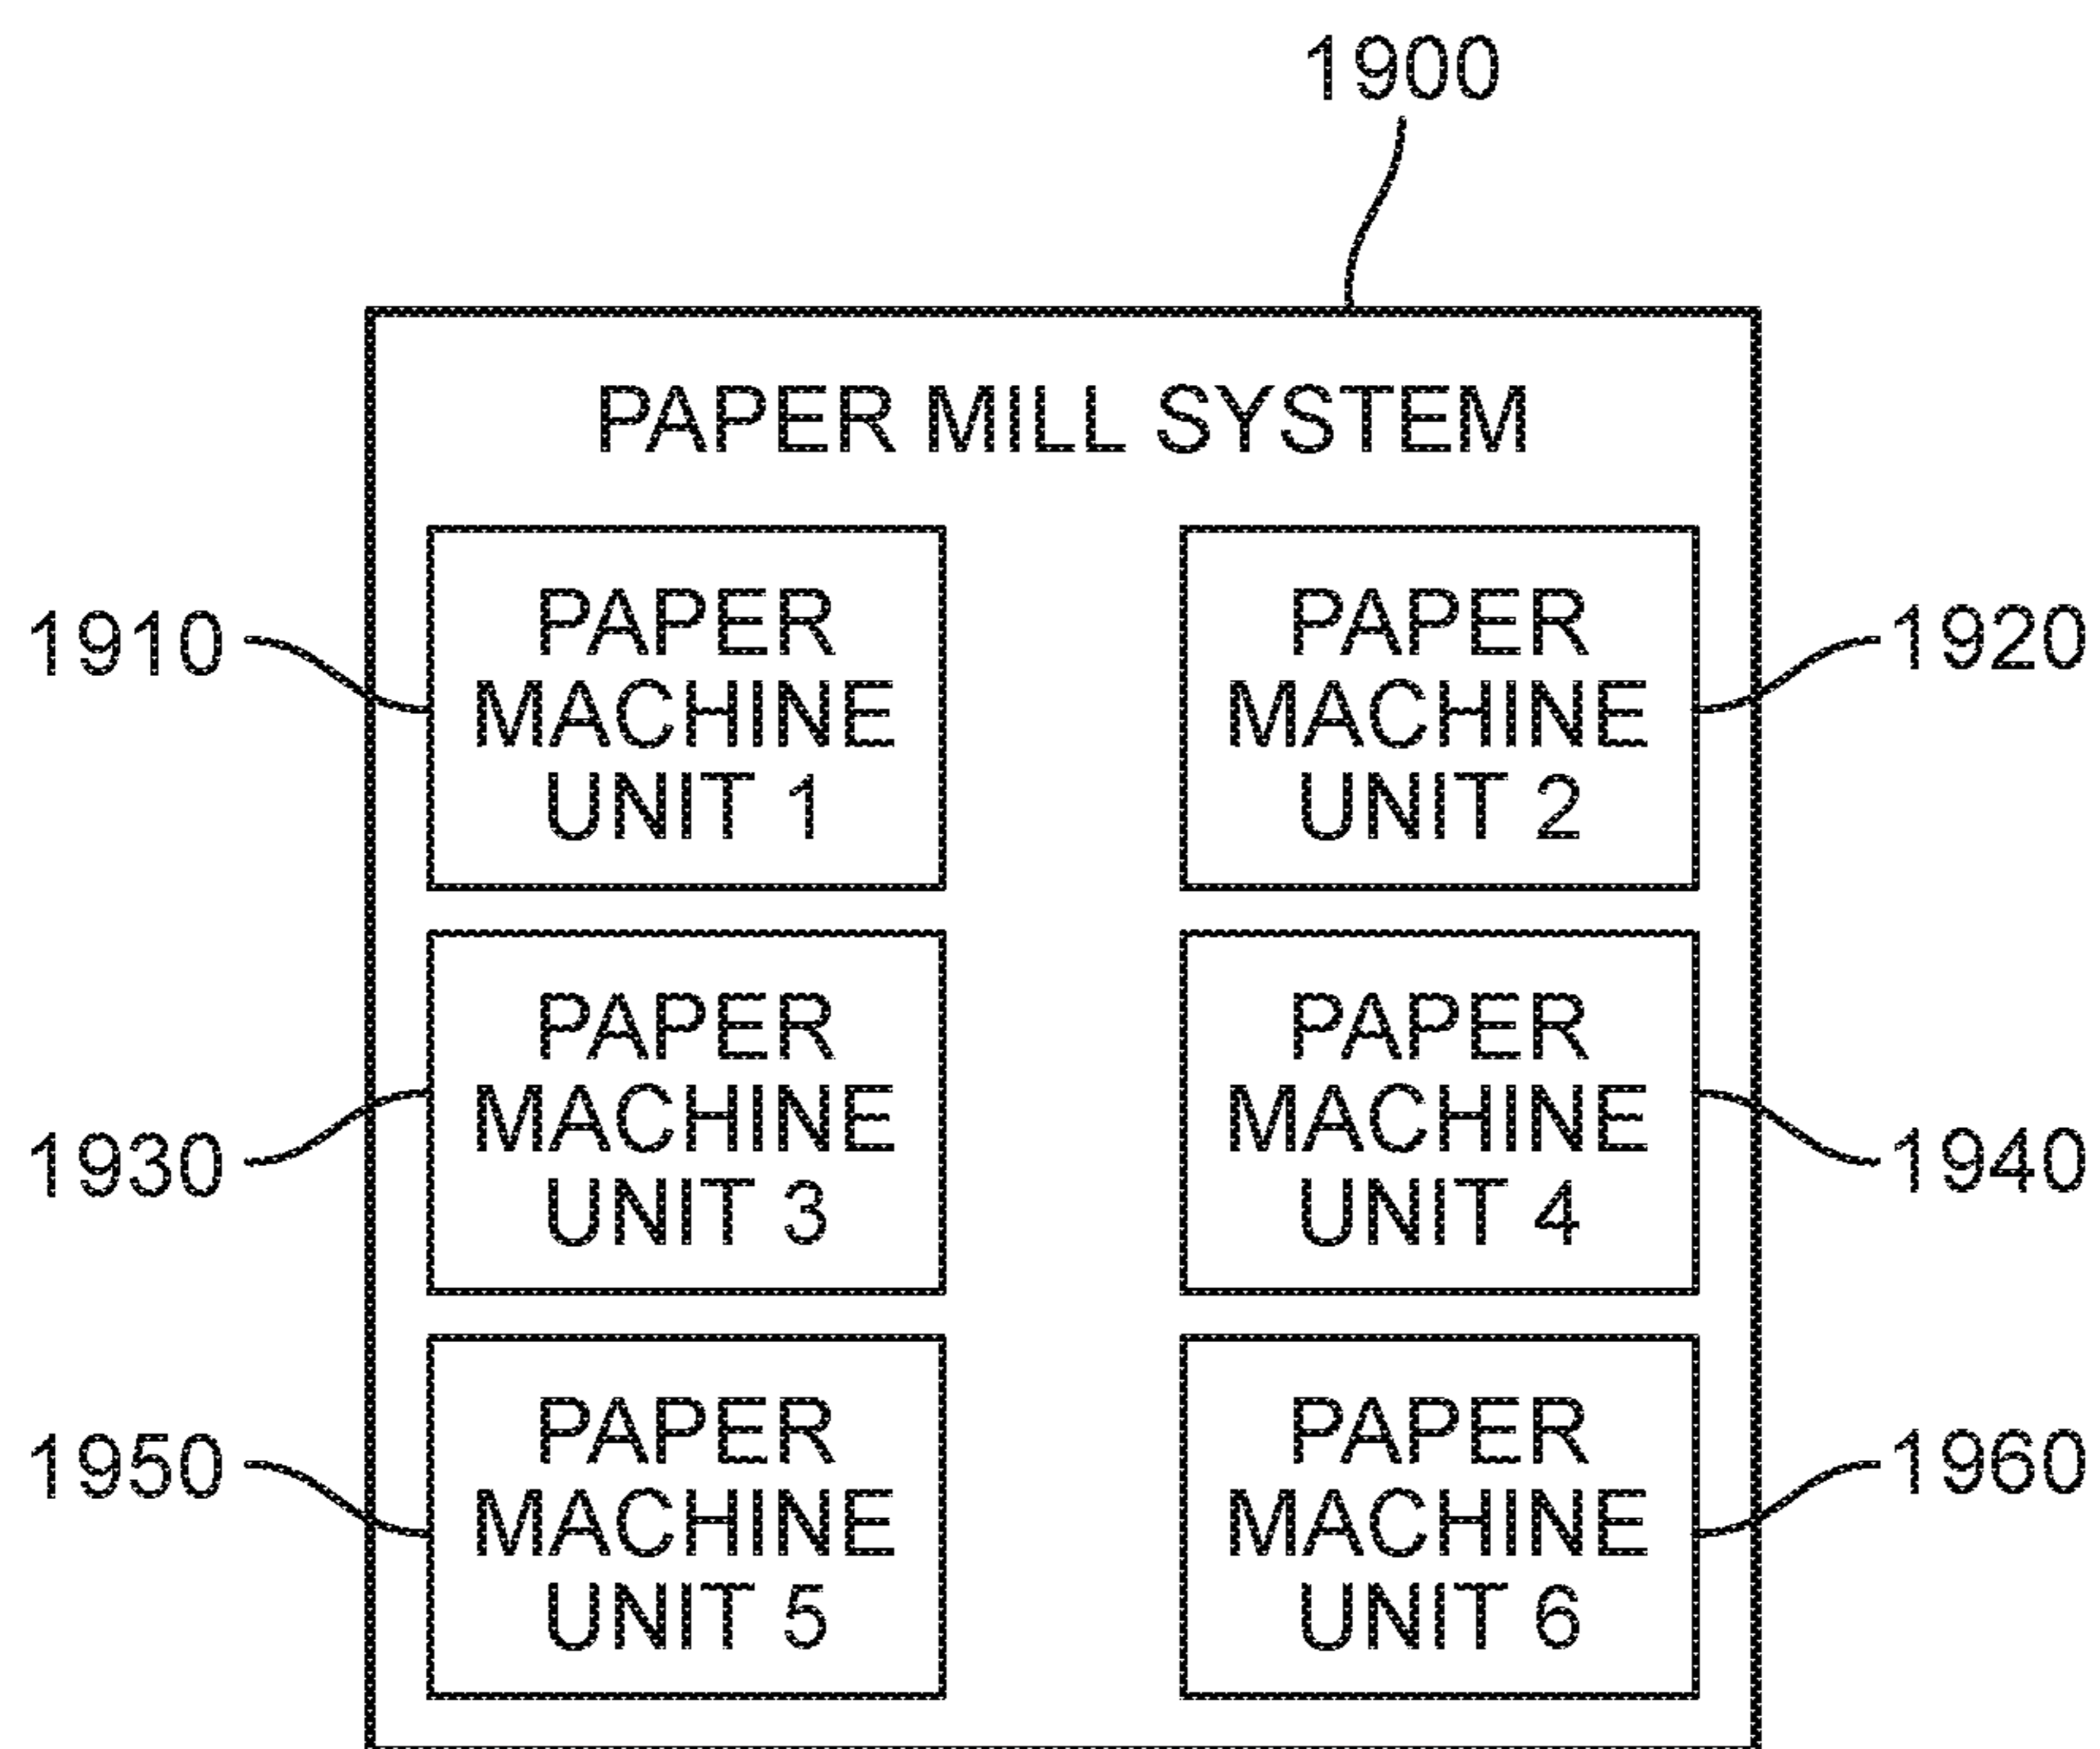 1900
PAPER MILL SYSTEM
1910
PAPER
MACHINE
UNIT 1
PAPER
MACHINE
UNIT 2
1920
1930
PAPER
MACHINE
UNIT 3
PAPER
MACHINE
UNIT 4
1940
1950
PAPER
MACHINE
UNIT 5
PAPER
MACHINE
UNIT 6
1960